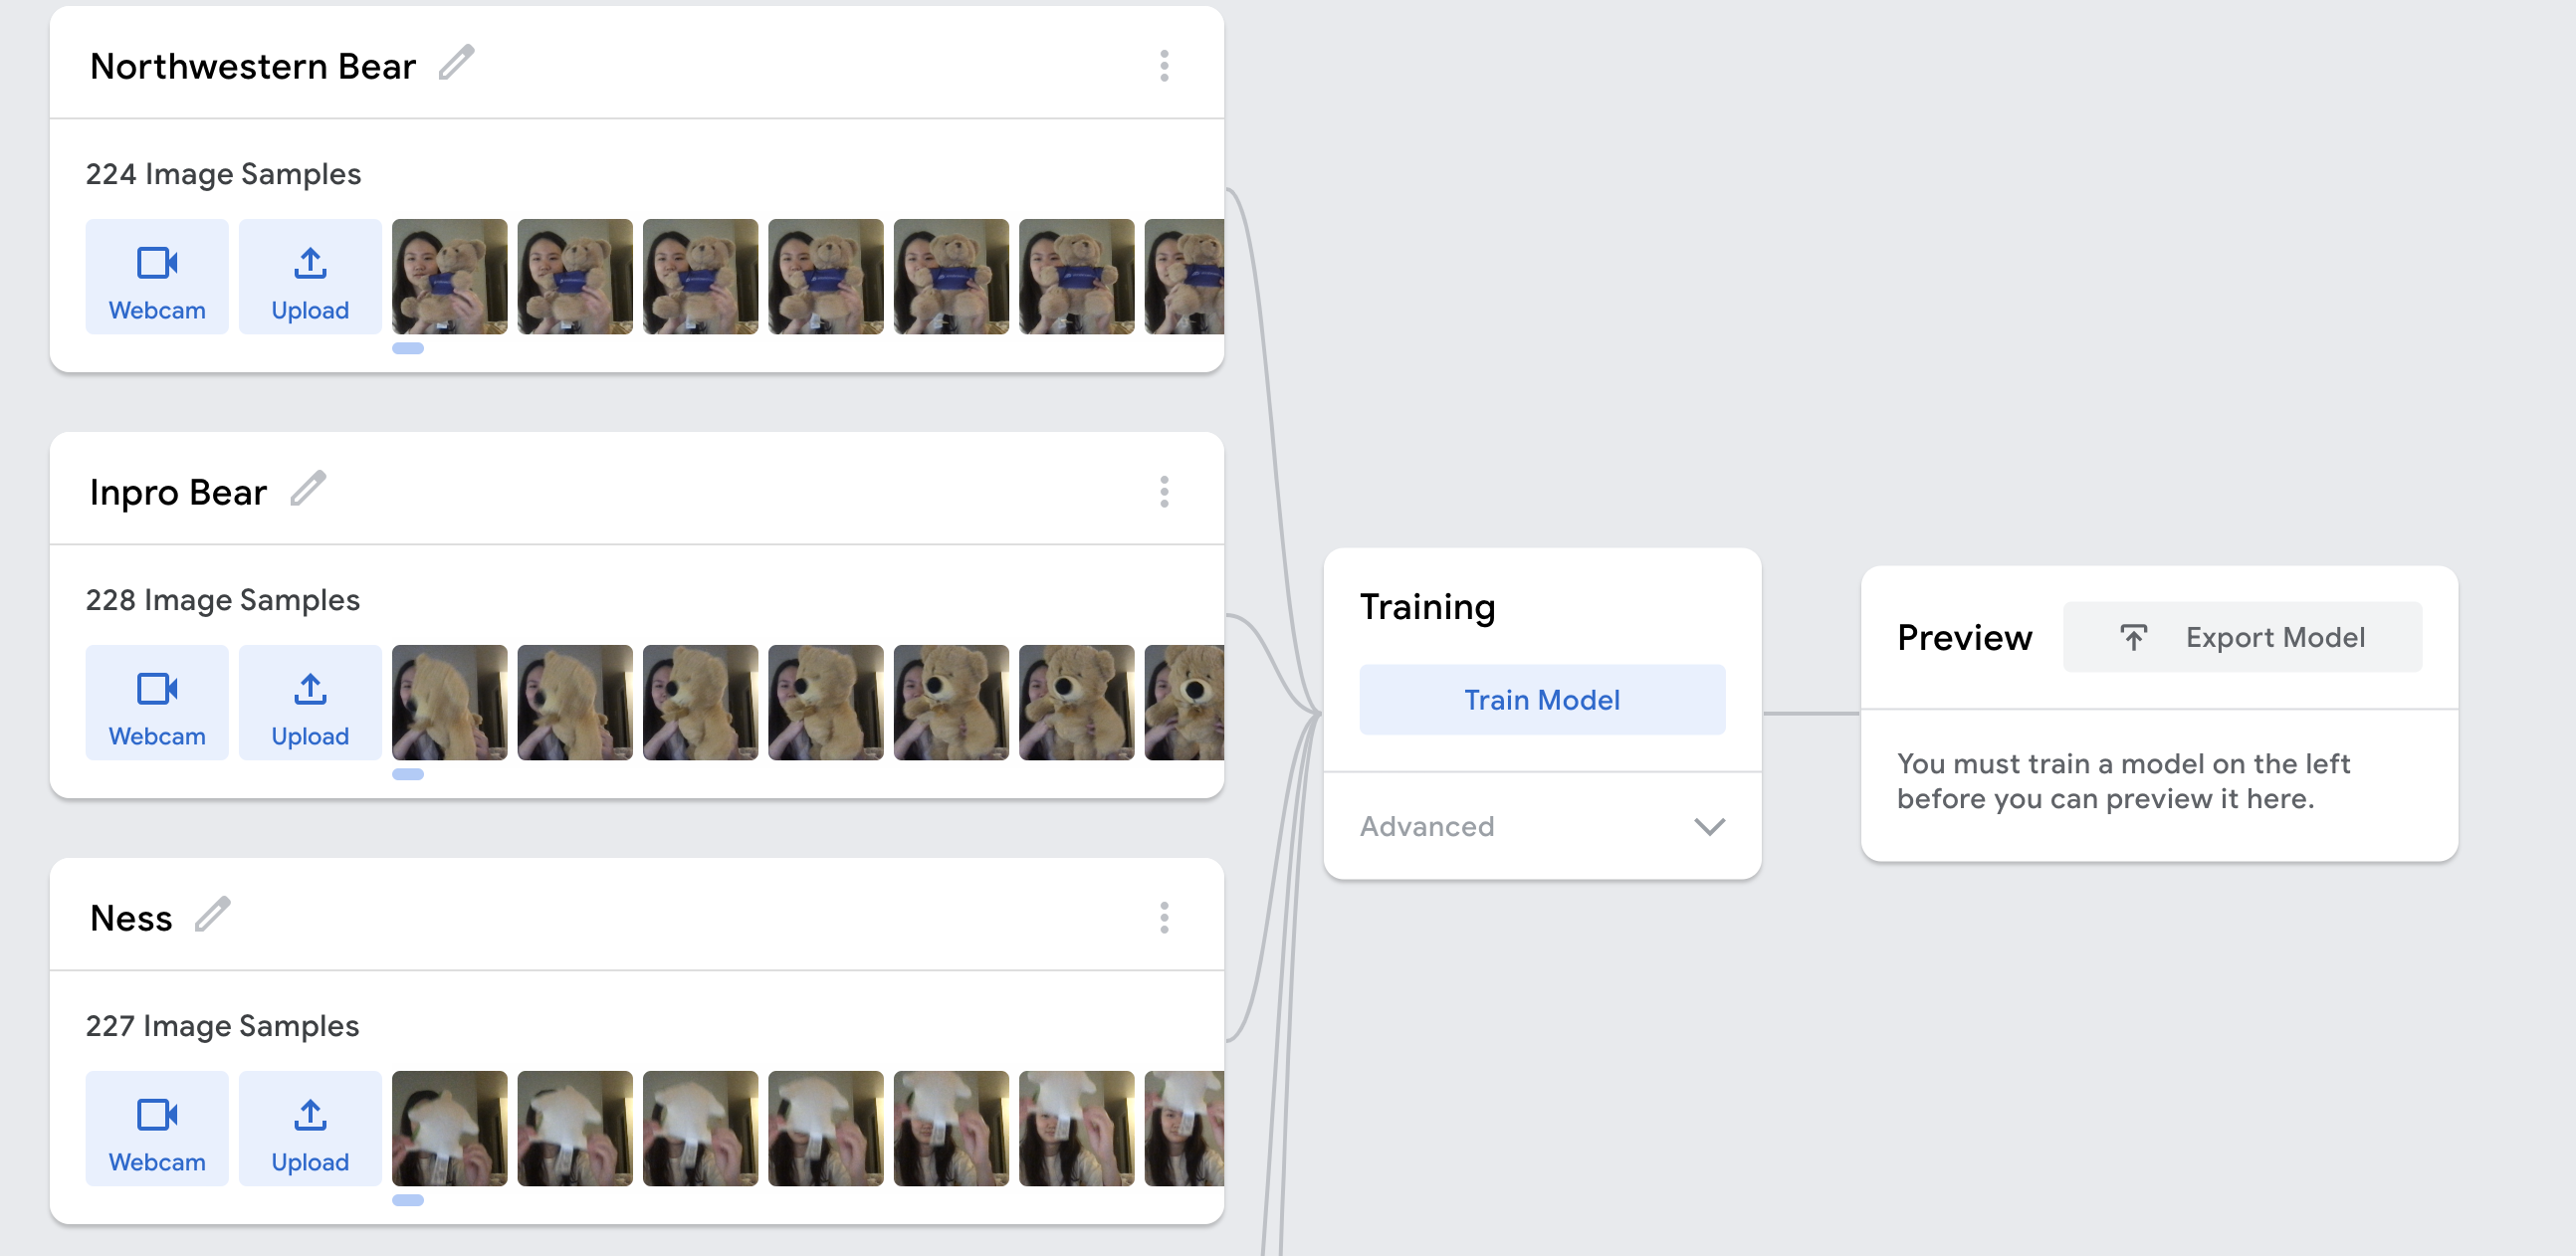 Northwestern Bear
224 Image Samples
Webcam
Upload
Inpro Bear
228 Image Samples
Webcam
Upload
Ness
227 Image Samples
Webcam
Upload
Training
Train Model
Advanced
Preview
Export Model
You must train a model on the left
before you can preview it here.